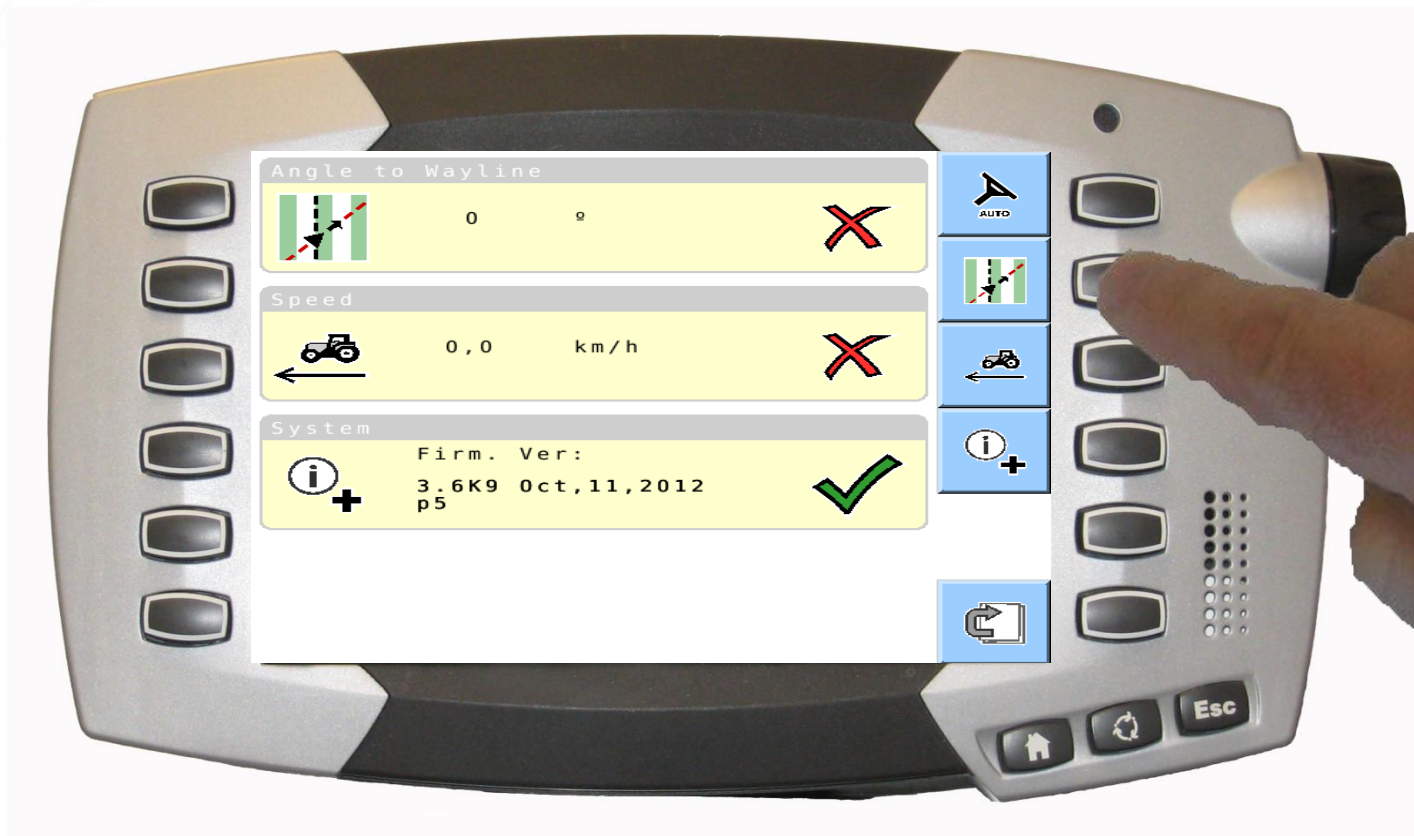 Angle to Wayline
0 º
AUTO
Speed
0,0 km/h
System
Firm. Ver:
3.6K9 Oct,11,2012
p5
i
i
Esc